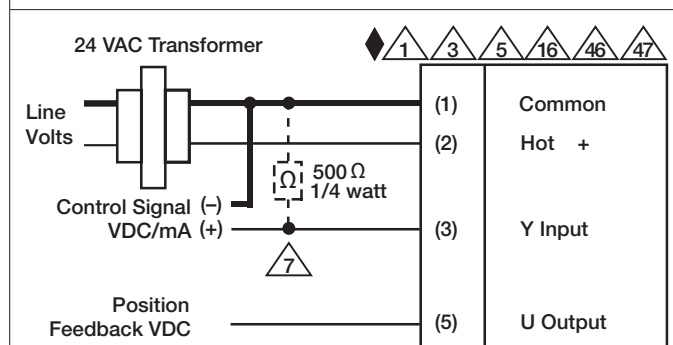 24 VAC Transformer
1 3 5 16 46 47
Line
Volts
(1) Common
(2) Hot +
Ω 500 Ω
1/4 watt
Control Signal (–)
VDC/mA (+)
(3) Y Input
7
Position
Feedback VDC
(5) U Output